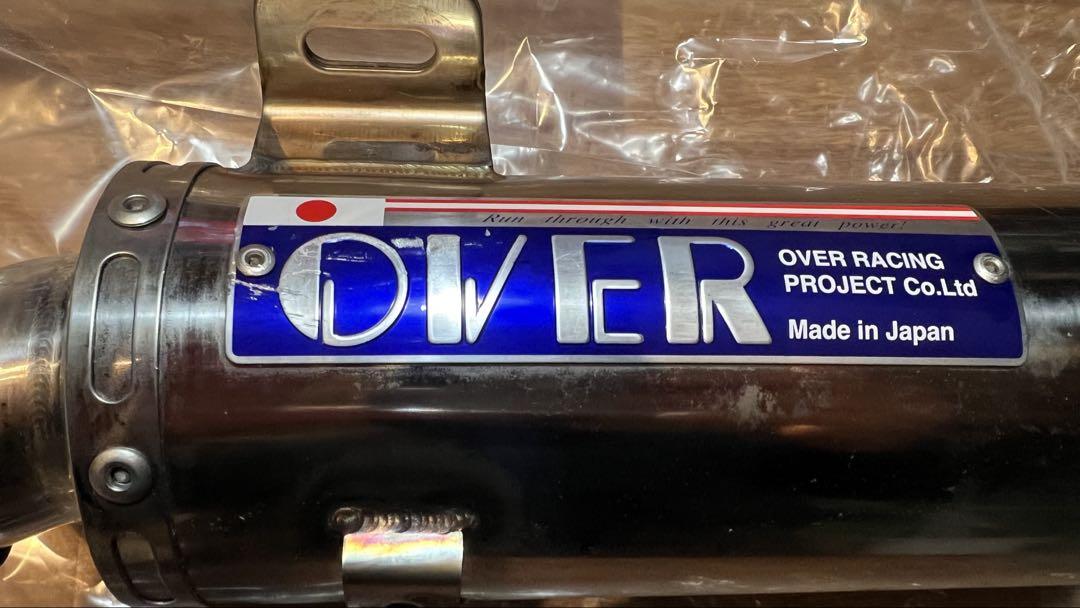 Run through with this great power!
OVER
OVER RACING
PROJECT Co.Ltd
Made in Japan